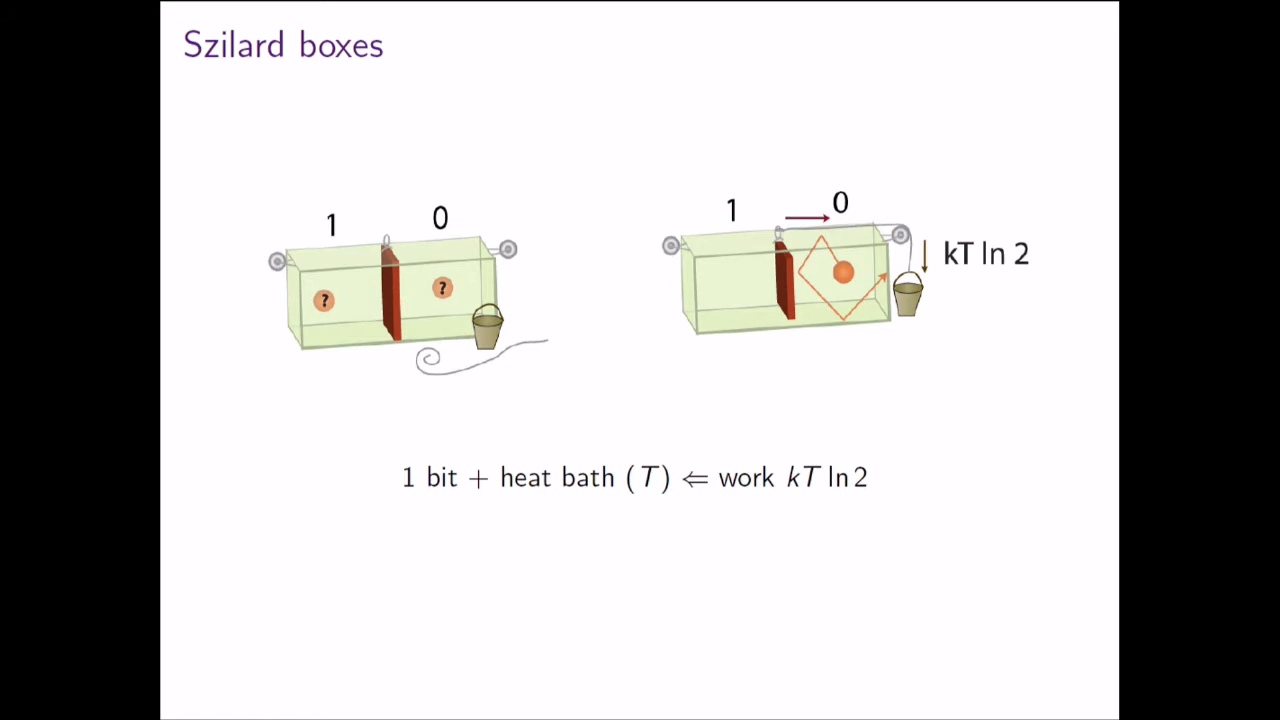 Szilard boxes
1 0
? ?
1 0
kT ln 2
1 bit + heat bath (T) ⇐ work kT ln 2